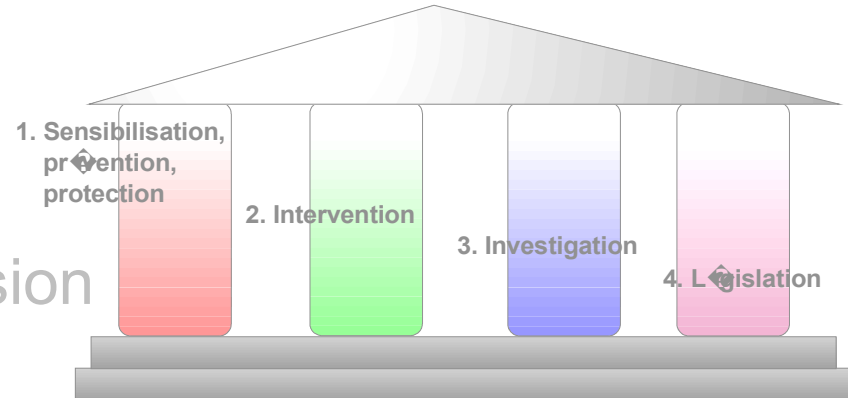 1. Sensibilisation,
pr�vention,
protection
2. Intervention
3. Investigation
sion
4. L�gislation